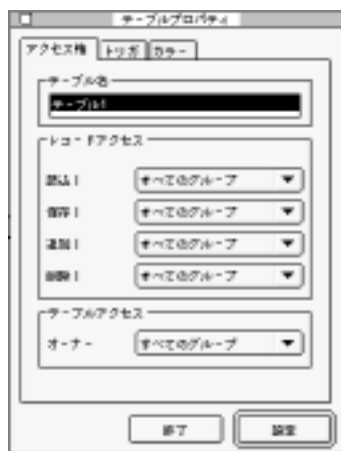 テーブルプロパティ
アクセス権 トリガ カラー
テーブル名
テーブル1
レコードアクセス
読込 : すべてのグループ
保存 : すべてのグループ
追加 : すべてのグループ
削除 : すべてのグループ
テーブルアクセス
オーナー すべてのグループ
終了 設定